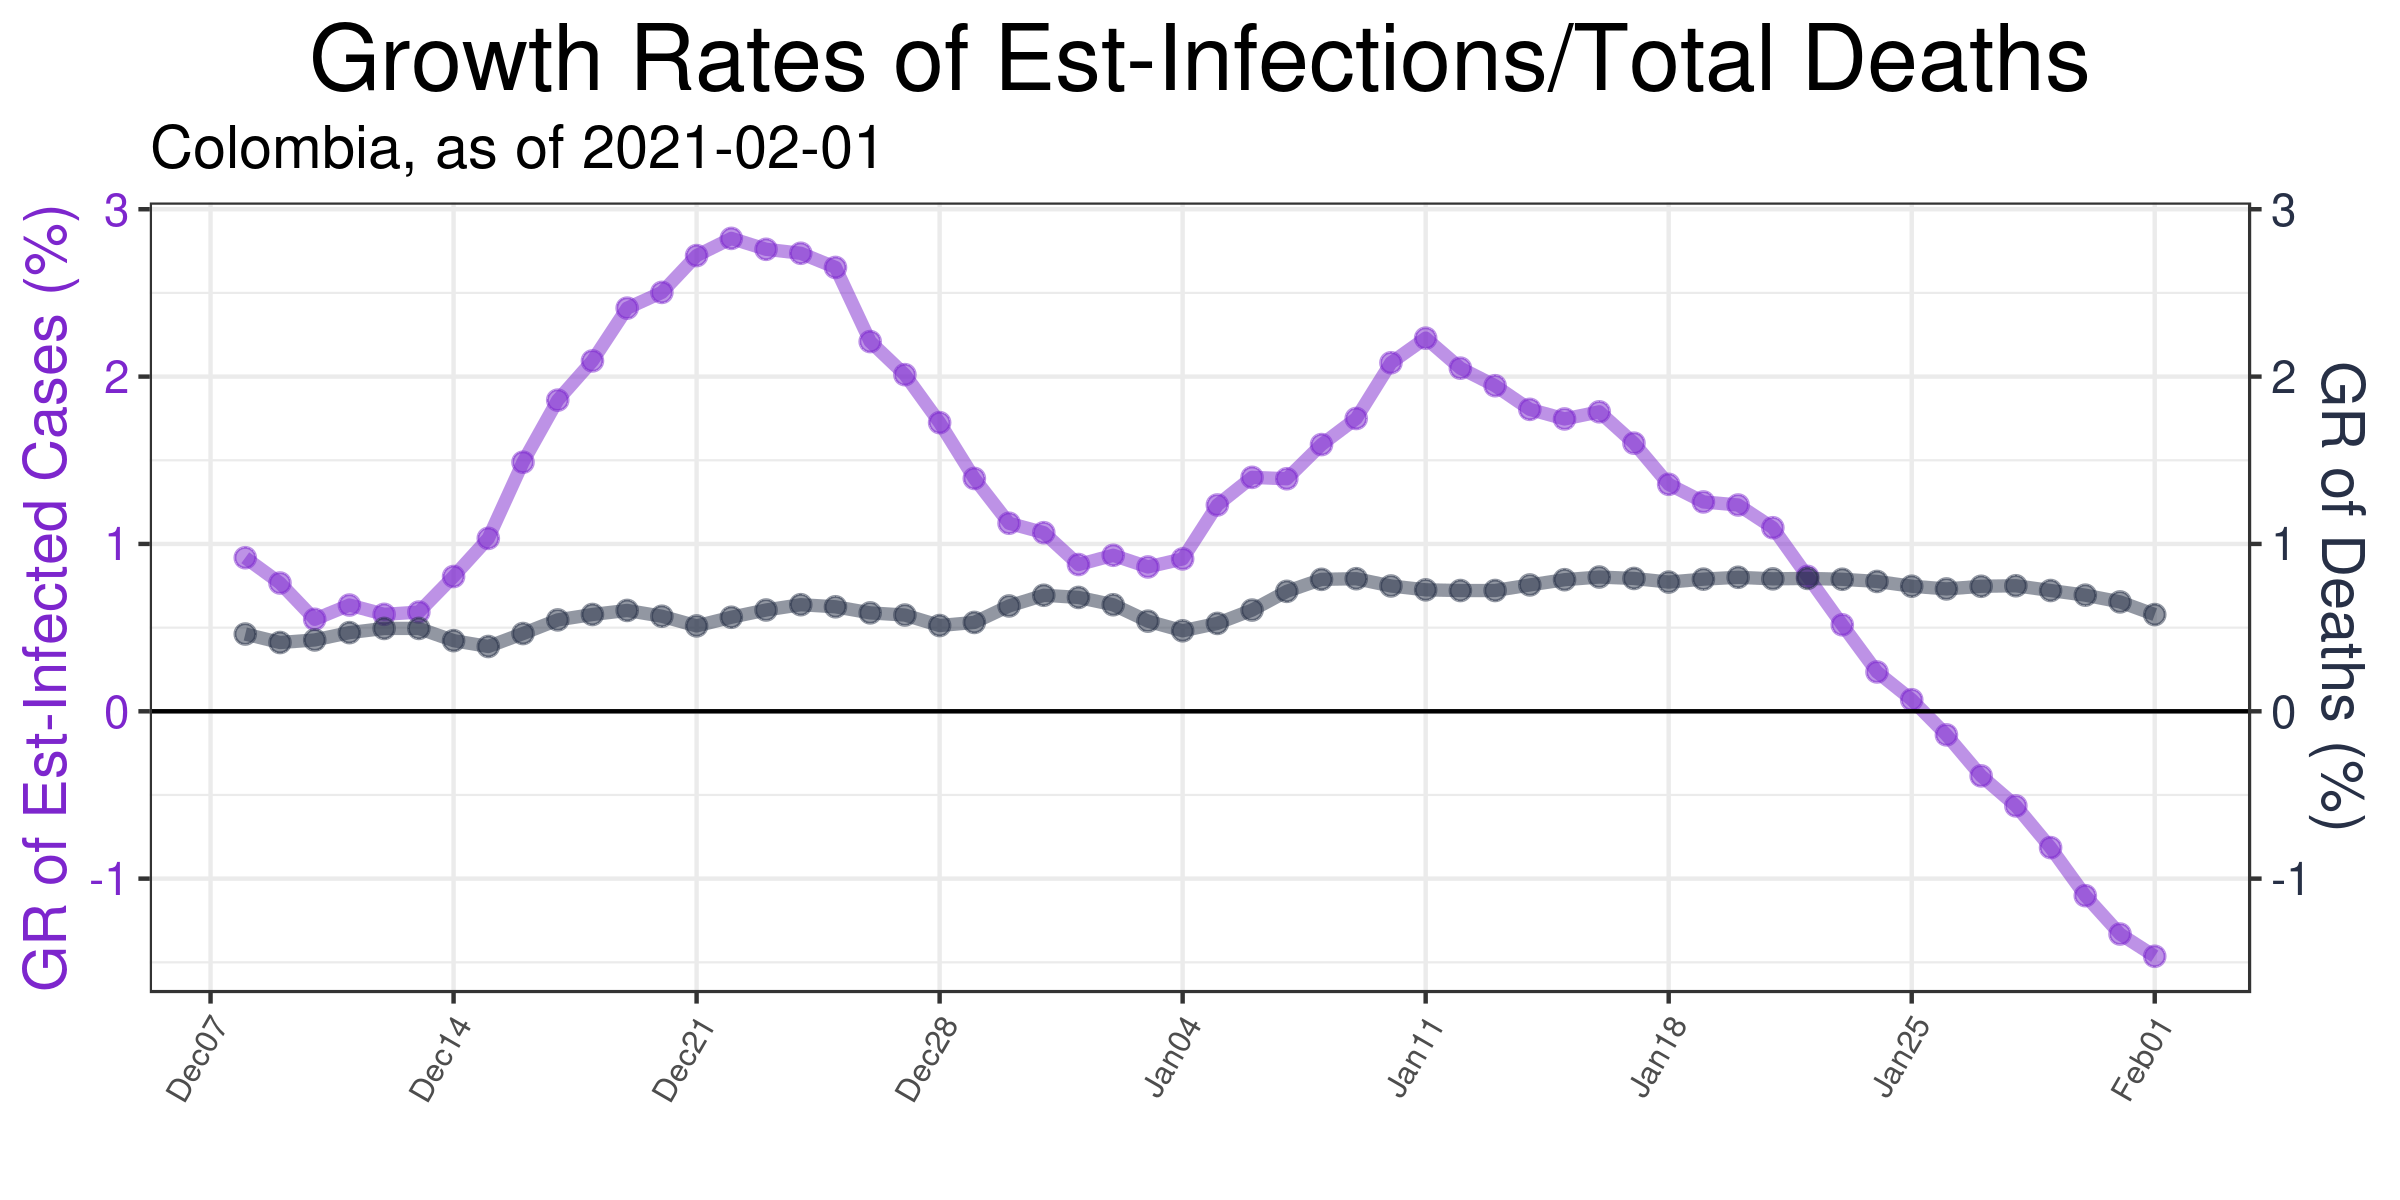 Growth Rates of Est-Infections/Total Deaths
Colombia, as of 2021-02-01
GR of Est-Infected Cases (%)
3
2
1
0
-1
3
2
1
0
-1
GR of Deaths (%)
Dec07
Dec14
Dec21
Dec28
Jan04
Jan11
Jan18
Jan25
Feb01